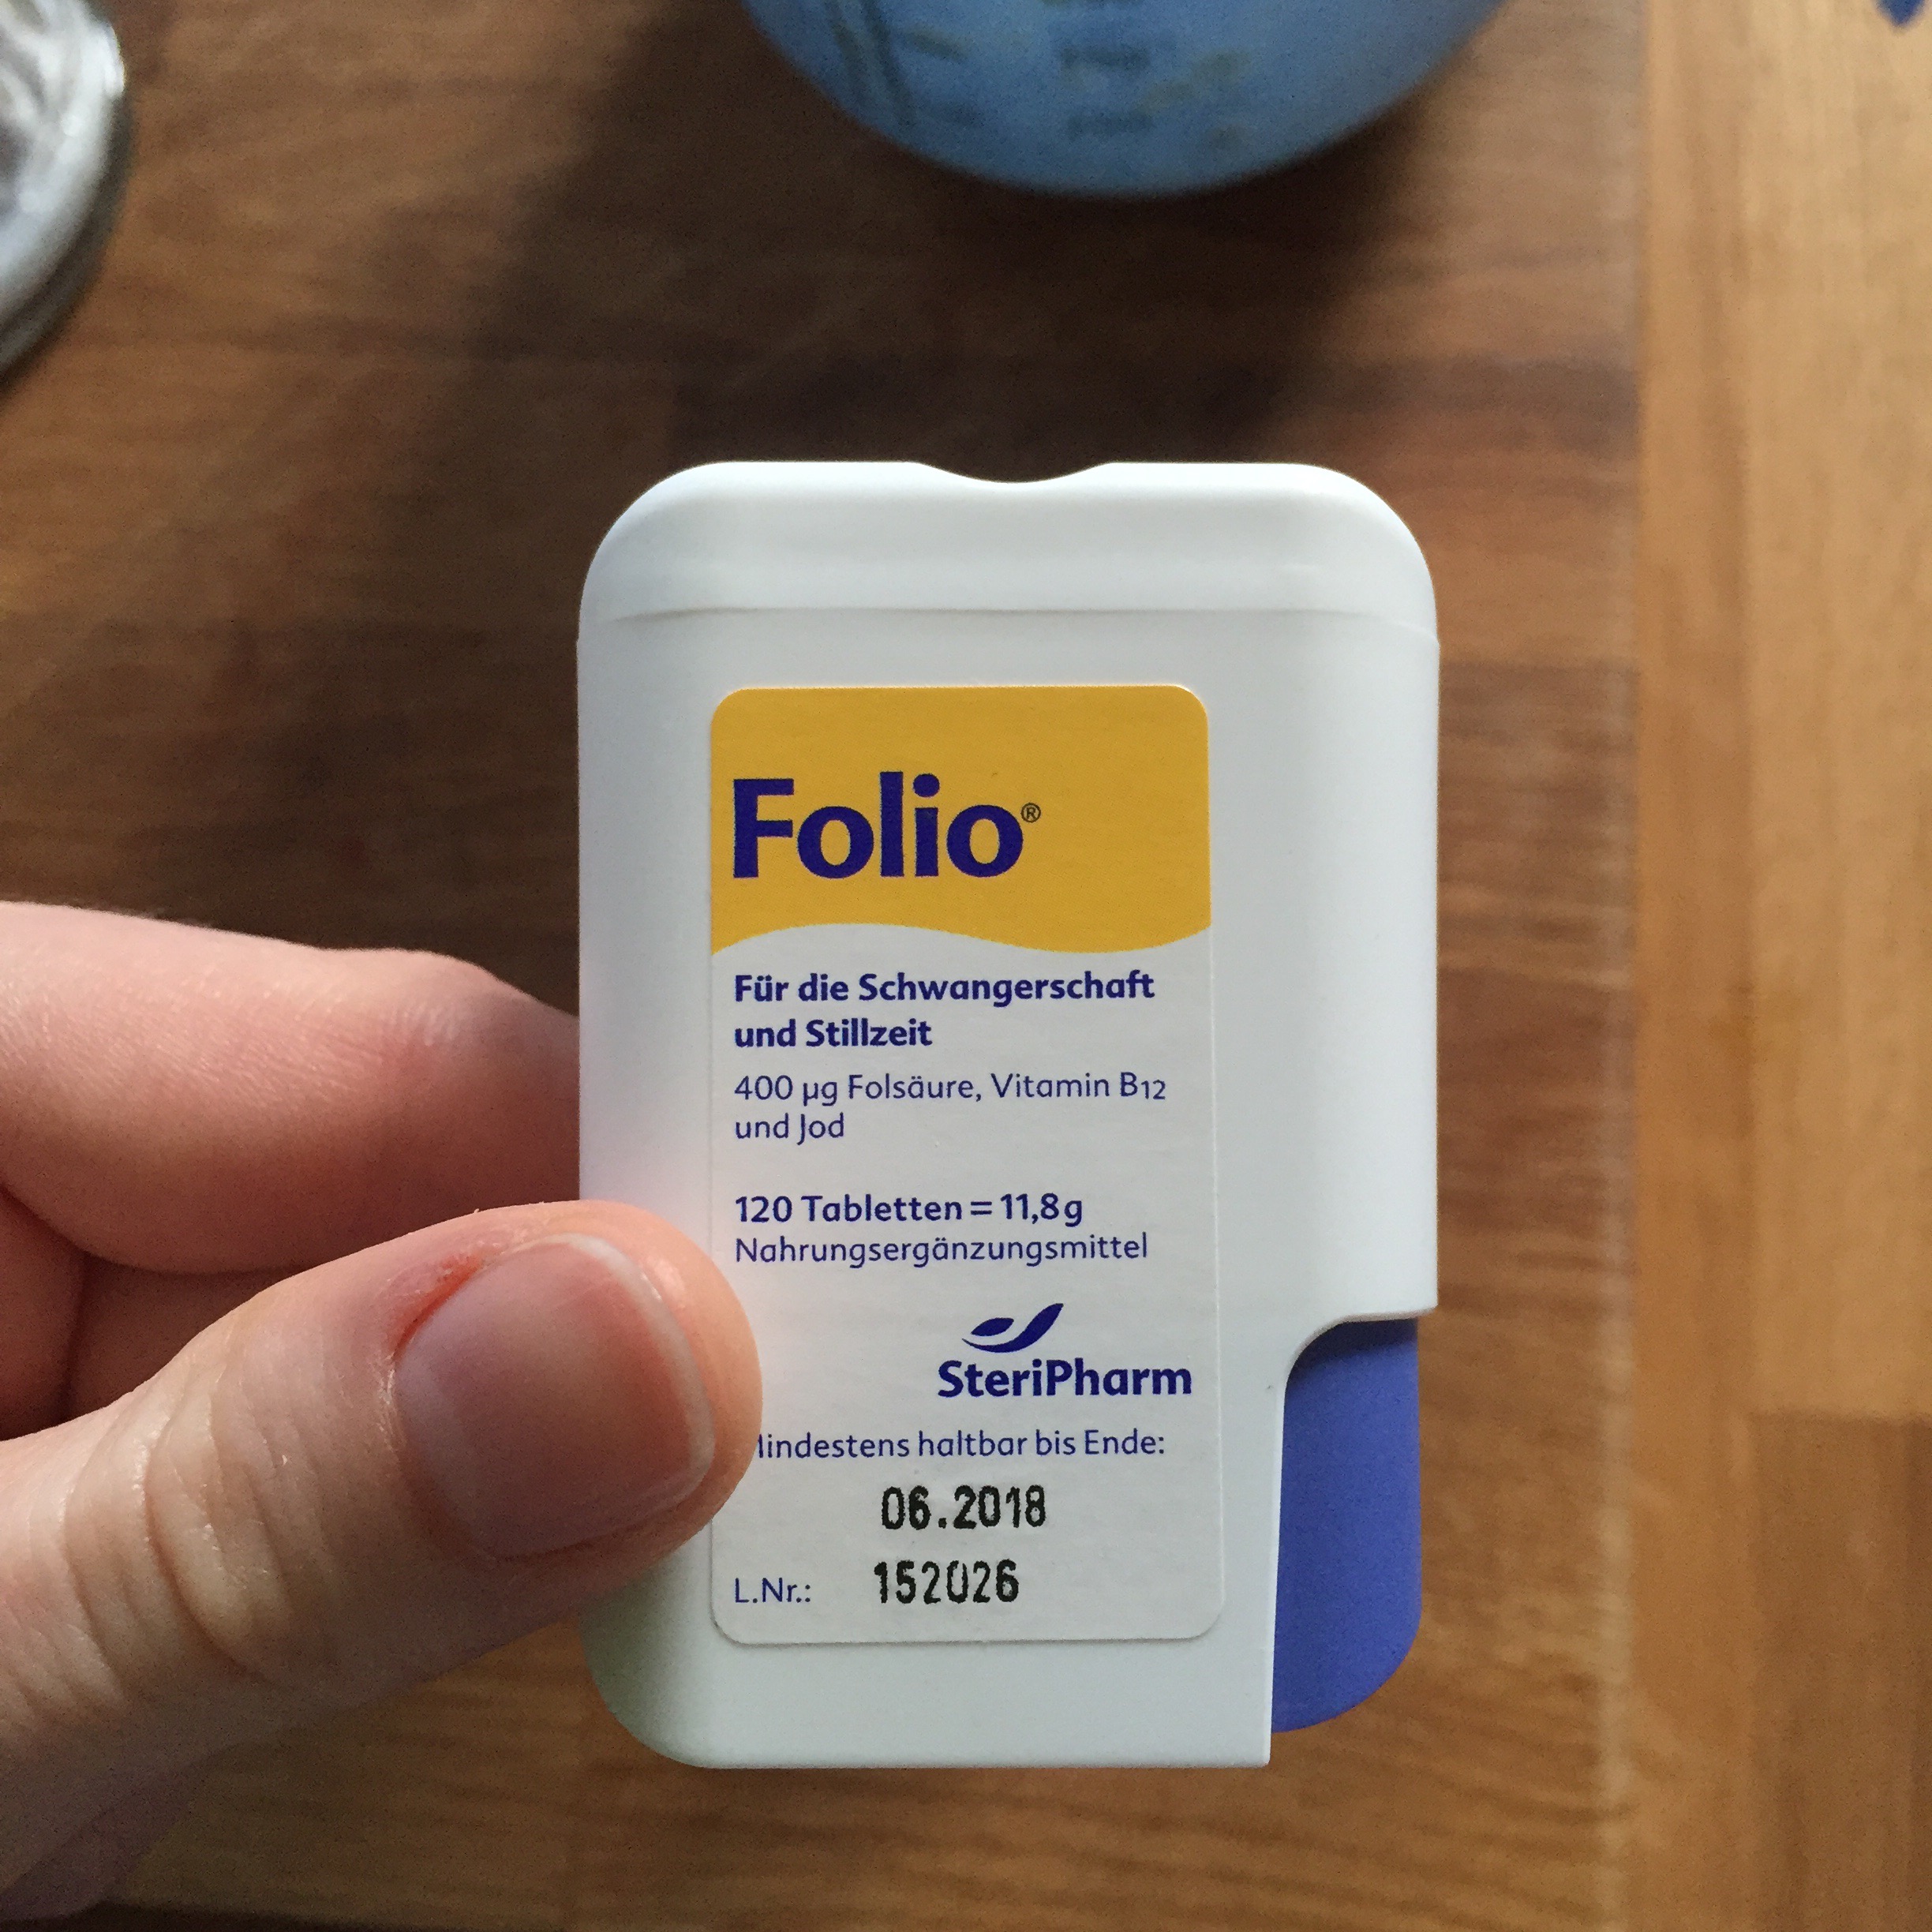 Folio®
Für die Schwangerschaft
und Stillzeit
400 µg Folsäure, Vitamin B12
und Jod
120 Tabletten = 11,8 g
Nahrungsergänzungsmittel
SteriPharm
haltbar bis Ende:
06.2018
L.Nr.: 152026